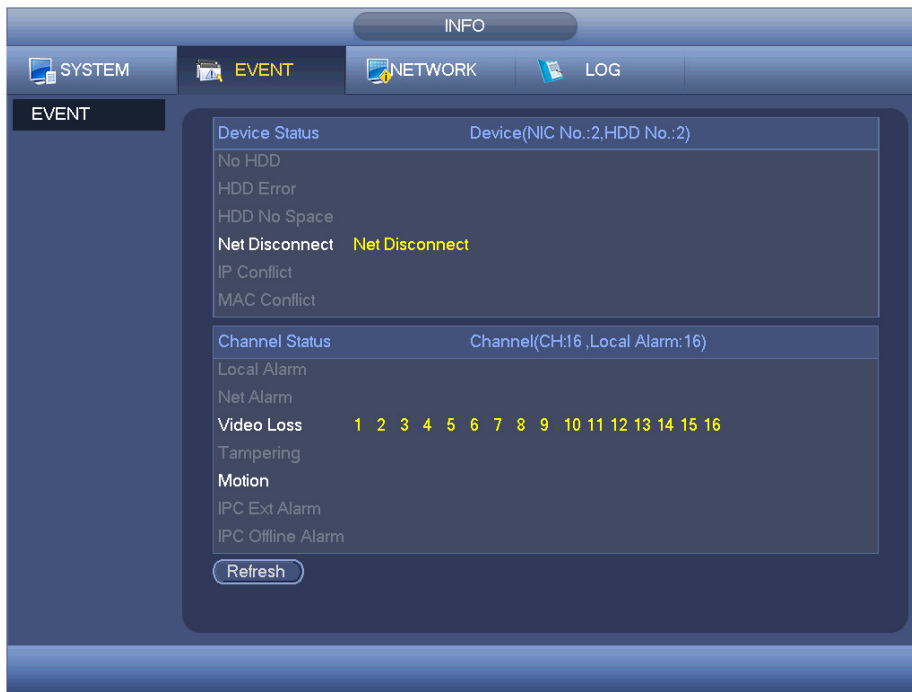 INFO
SYSTEM EVENT NETWORK LOG
EVENT
Device Status Device(NIC No.:2,HDD No.:2)
No HDD
HDD Error
HDD No Space
Net Disconnect Net Disconnect
IP Conflict
MAC Conflict
Channel Status Channel(CH:16 ,Local Alarm:16)
Local Alarm
Net Alarm
Video Loss 1 2 3 4 5 6 7 8 9 10 11 12 13 14 15 16
Tampering
Motion
IPC Ext Alarm
IPC Offline Alarm
Refresh